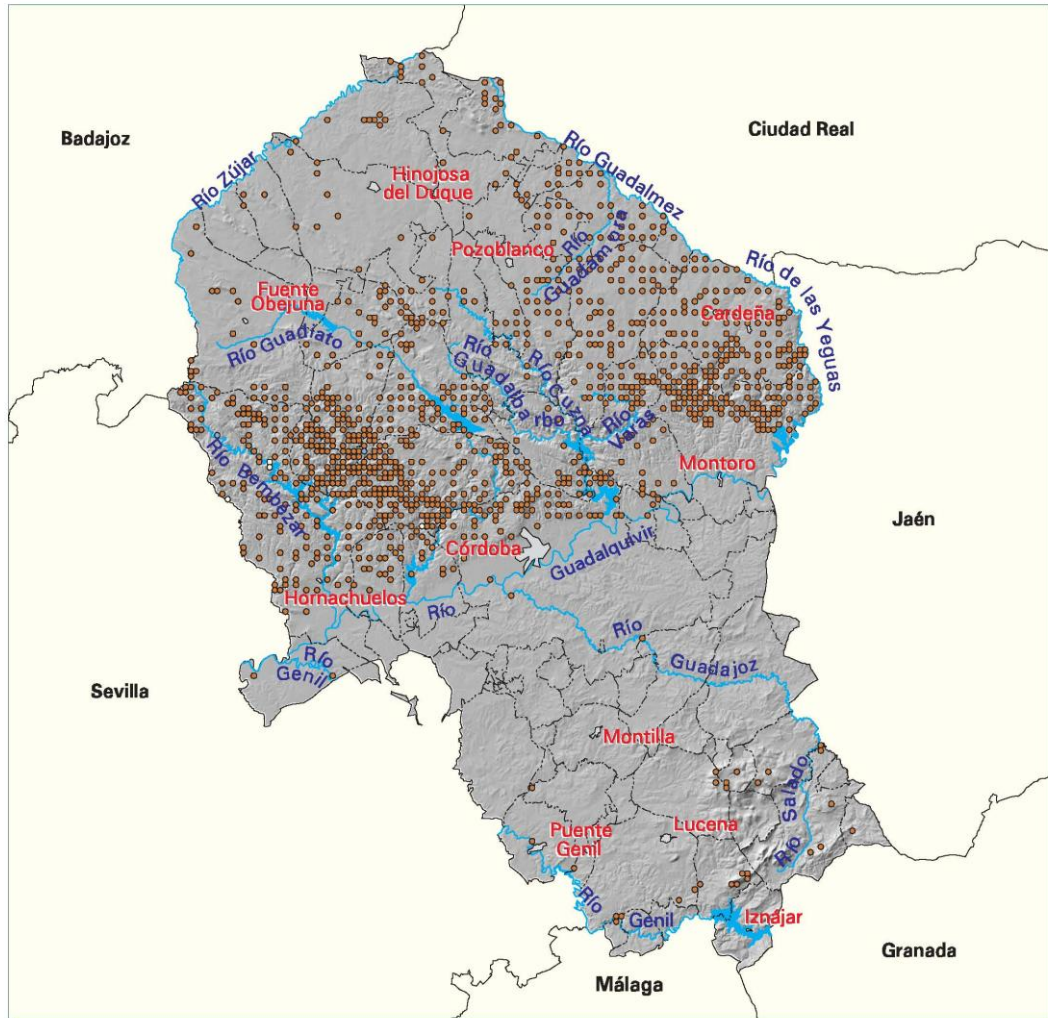 Badajoz
Ciudad Real
Río Zújar
Hinojosa
del Duque
Río Guadalmez
Pozoblanco
Río
Guadamora
Río de las Yeguas
Fuente
Obejuna
Cardeña
Río Guadiato
Río
Guadalbarbo
Río Cuzna
Río
Varas
Río Bembézar
Montoro
Jaén
Córdoba
Guadalquivir
Hornachuelos
Río
Río
Guadajoz
Río
Genil
Sevilla
Montilla
Salado
Río
Puente
Genil
Lucena
Río
Genil
Iznájar
Granada
Málaga